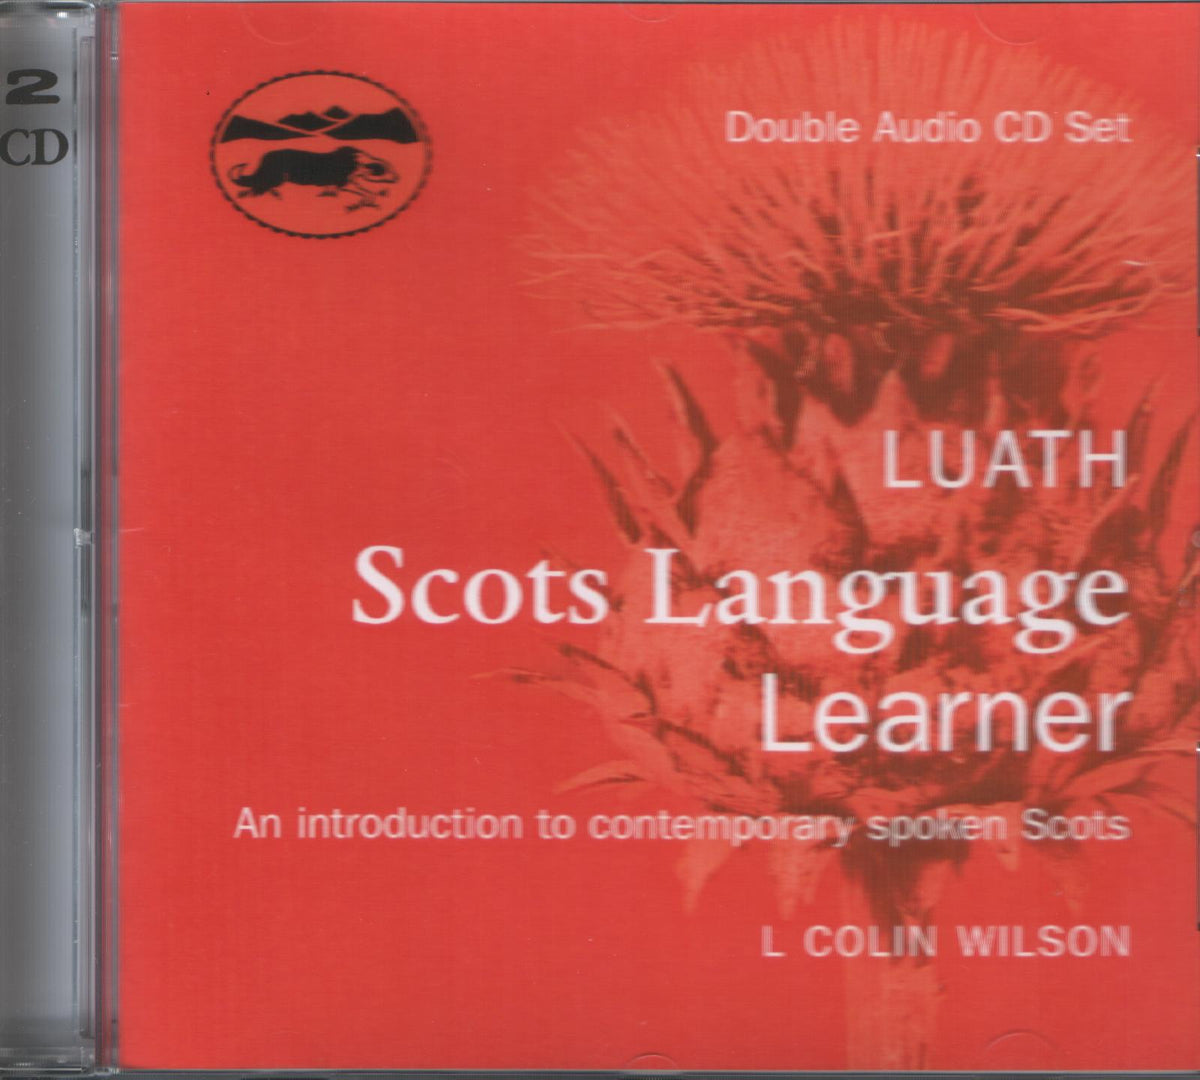 2
CD
Double Audio CD Set
LUATH
Scots Language
Learner
An introduction to contemporary spoken Scots
L COLIN WILSON